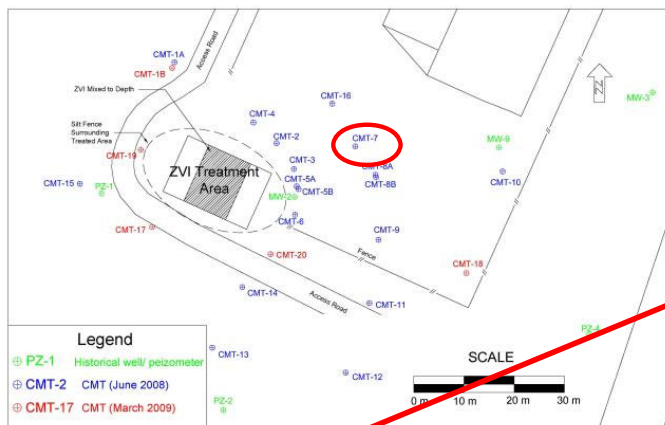 CMT-1A
CMT-1B
Access Road
ZVI Mixed to Depth
Silt Fence
Surrounding
Treated Area
CMT-16
CMT-4
CMT-2
CMT-7
MW-3
MW-9
CMT-19
CMT-3
CMT-8A
CMT-8B
CMT-10
ZVI Treatment
Area
CMT-5A
CMT-5B
CMT-15
PZ-1
MW-2
CMT-6
CMT-17
CMT-9
CMT-20
Fence
CMT-18
CMT-14
Access Road
CMT-11
PZ-4
CMT-13
CMT-12
PZ-2
Legend
PZ-1 Historical well/ peizometer
CMT-2 CMT (June 2008)
CMT-17 CMT (March 2009)
SCALE
0 m 10 m 20 m 30 m